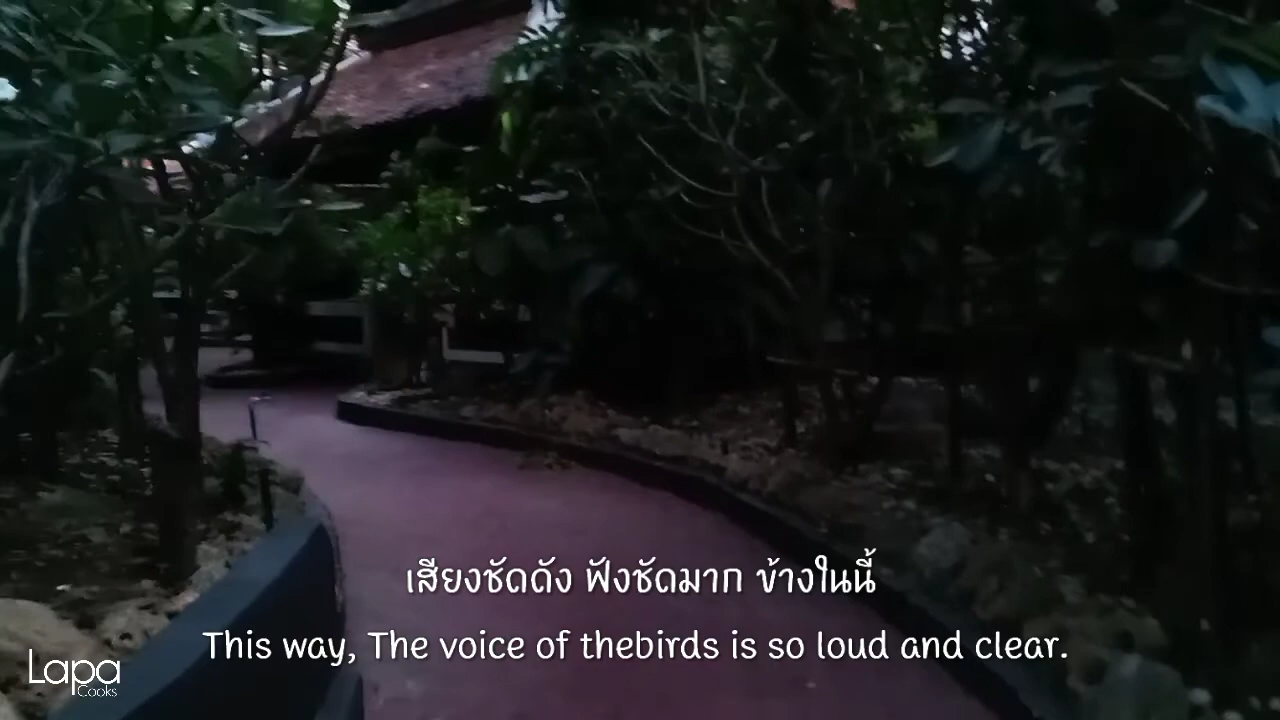 เสียงชัดดัง ฟังชัดมาก ข้างในนี้
This way, The voice of thebirds is so loud and clear.
Lapa
Cooks